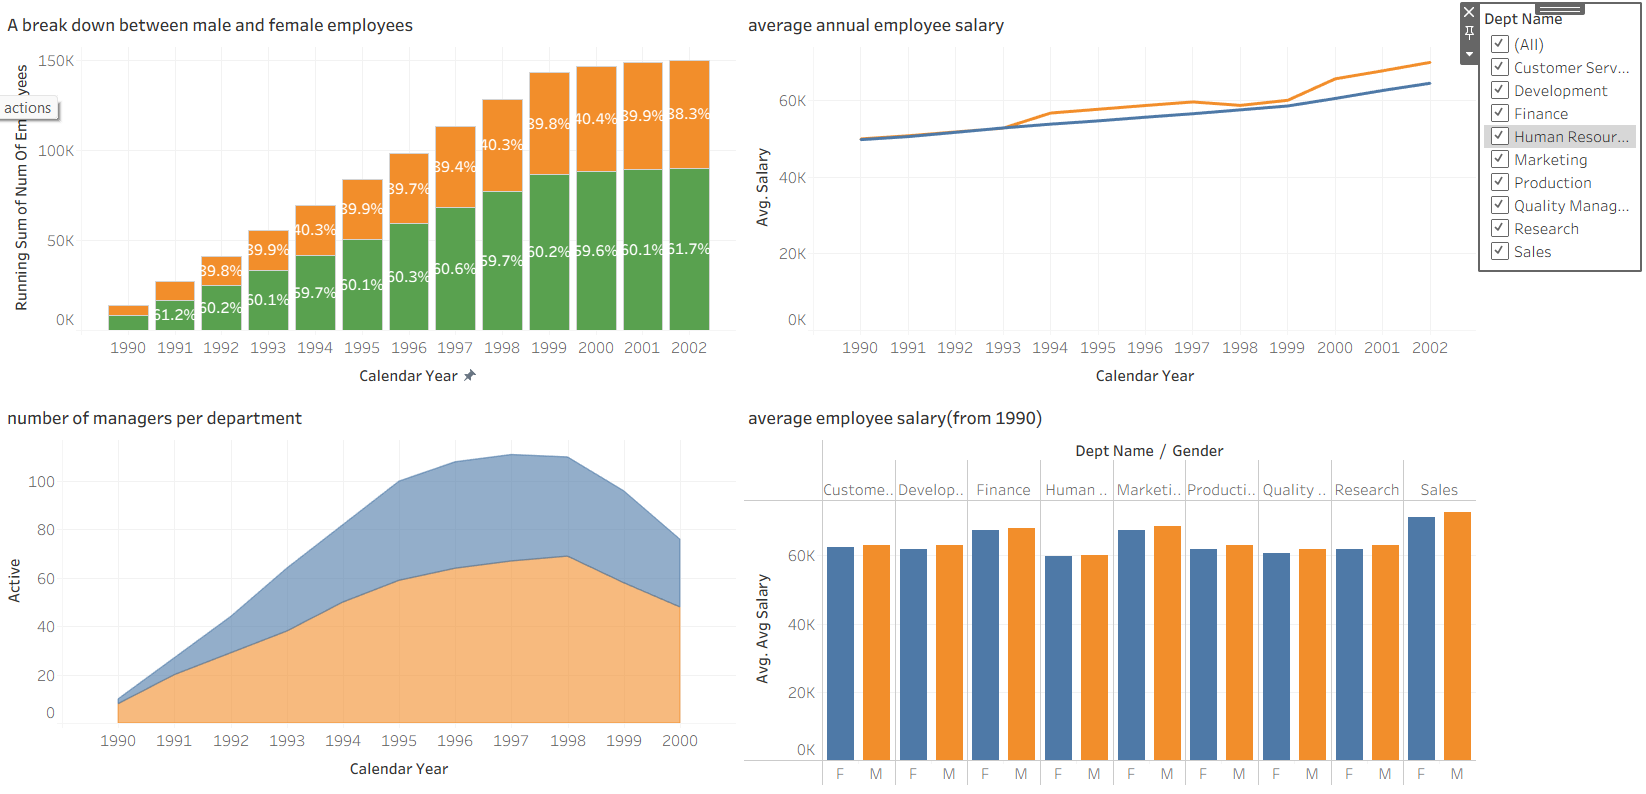 A break down between male and female employees
150K
100K
50K
0K
actions
39.8%
39.9%
40.3%
39.9%
39.7%
39.4%
40.3%
39.8%
40.4%
39.9%
38.3%
61.2%
60.2%
60.1%
59.7%
60.1%
60.3%
60.6%
59.7%
60.2%
59.6%
60.1%
61.7%
1990 1991 1992 1993 1994 1995 1996 1997 1998 1999 2000 2001 2002
Calendar Year
average annual employee salary
Avg. Salary
60K
40K
20K
0K
1990 1991 1992 1993 1994 1995 1996 1997 1998 1999 2000 2001 2002
Calendar Year
Dept Name
(All)
Customer Serv...
Development
Finance
Human Resour...
Marketing
Production
Quality Manag...
Research
Sales
number of managers per department
Active
100
80
60
40
20
0
1990 1991 1992 1993 1994 1995 1996 1997 1998 1999 2000
Calendar Year
average employee salary(from 1990)
Dept Name / Gender
Custome.. Develop.. Finance Human .. Marketi.. Producti.. Quality .. Research Sales
Avg. Avg Salary
60K
40K
20K
0K
F M F M F M F M F M F M F M F M F M